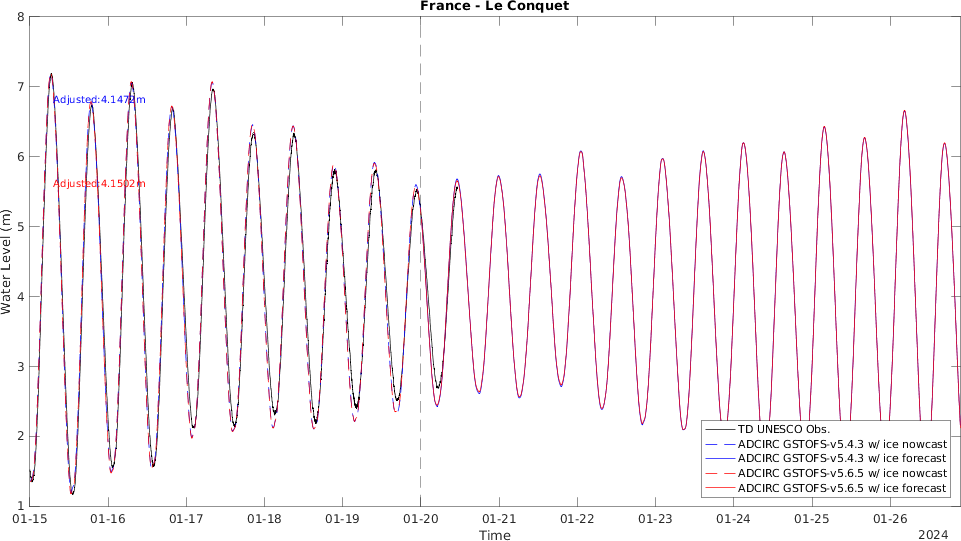 France - Le Conquet
8
7
6
5
4
3
2
1
Water Level (m)
Adjusted:4.1472m
Adjusted:4.1502m
TD UNESCO Obs.
ADCIRC GSTOFS-v5.4.3 w/ ice nowcast
ADCIRC GSTOFS-v5.4.3 w/ ice forecast
ADCIRC GSTOFS-v5.6.5 w/ ice nowcast
ADCIRC GSTOFS-v5.6.5 w/ ice forecast
01-15 01-16 01-17 01-18 01-19 01-20 01-21 01-22 01-23 01-24 01-25 01-26
Time
2024